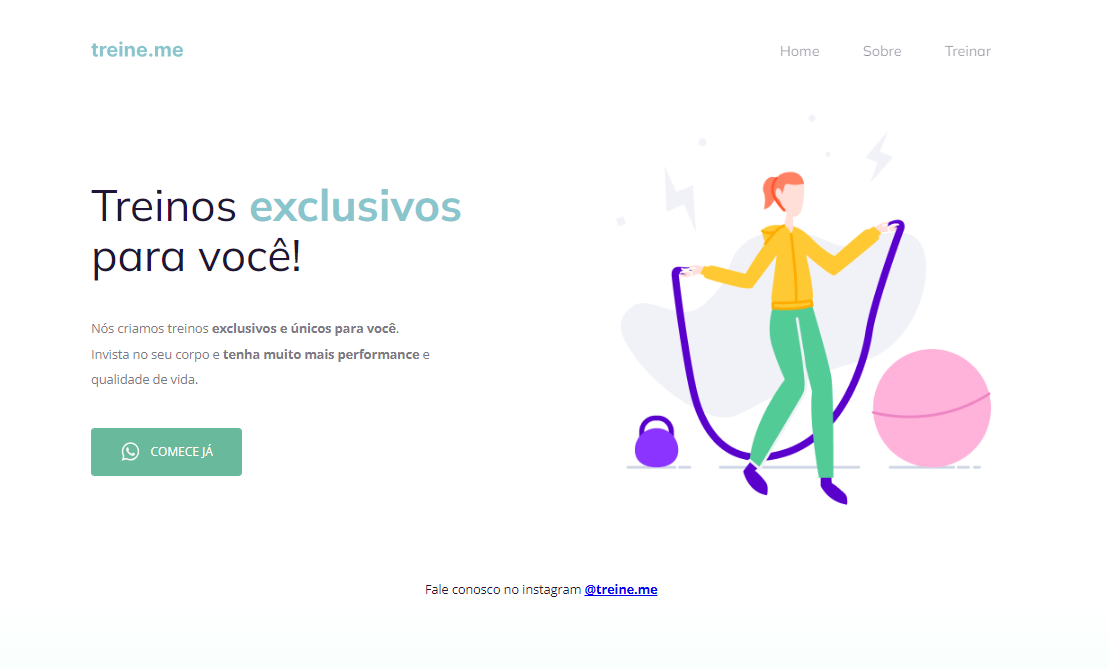 treine.me
Home Sobre Treinar
Treinos exclusivos
para você!
Nós criamos treinos exclusivos e únicos para você.
Invista no seu corpo e tenha muito mais performance e
qualidade de vida.
COMECE JÁ
Fale conosco no instagram @treine.me